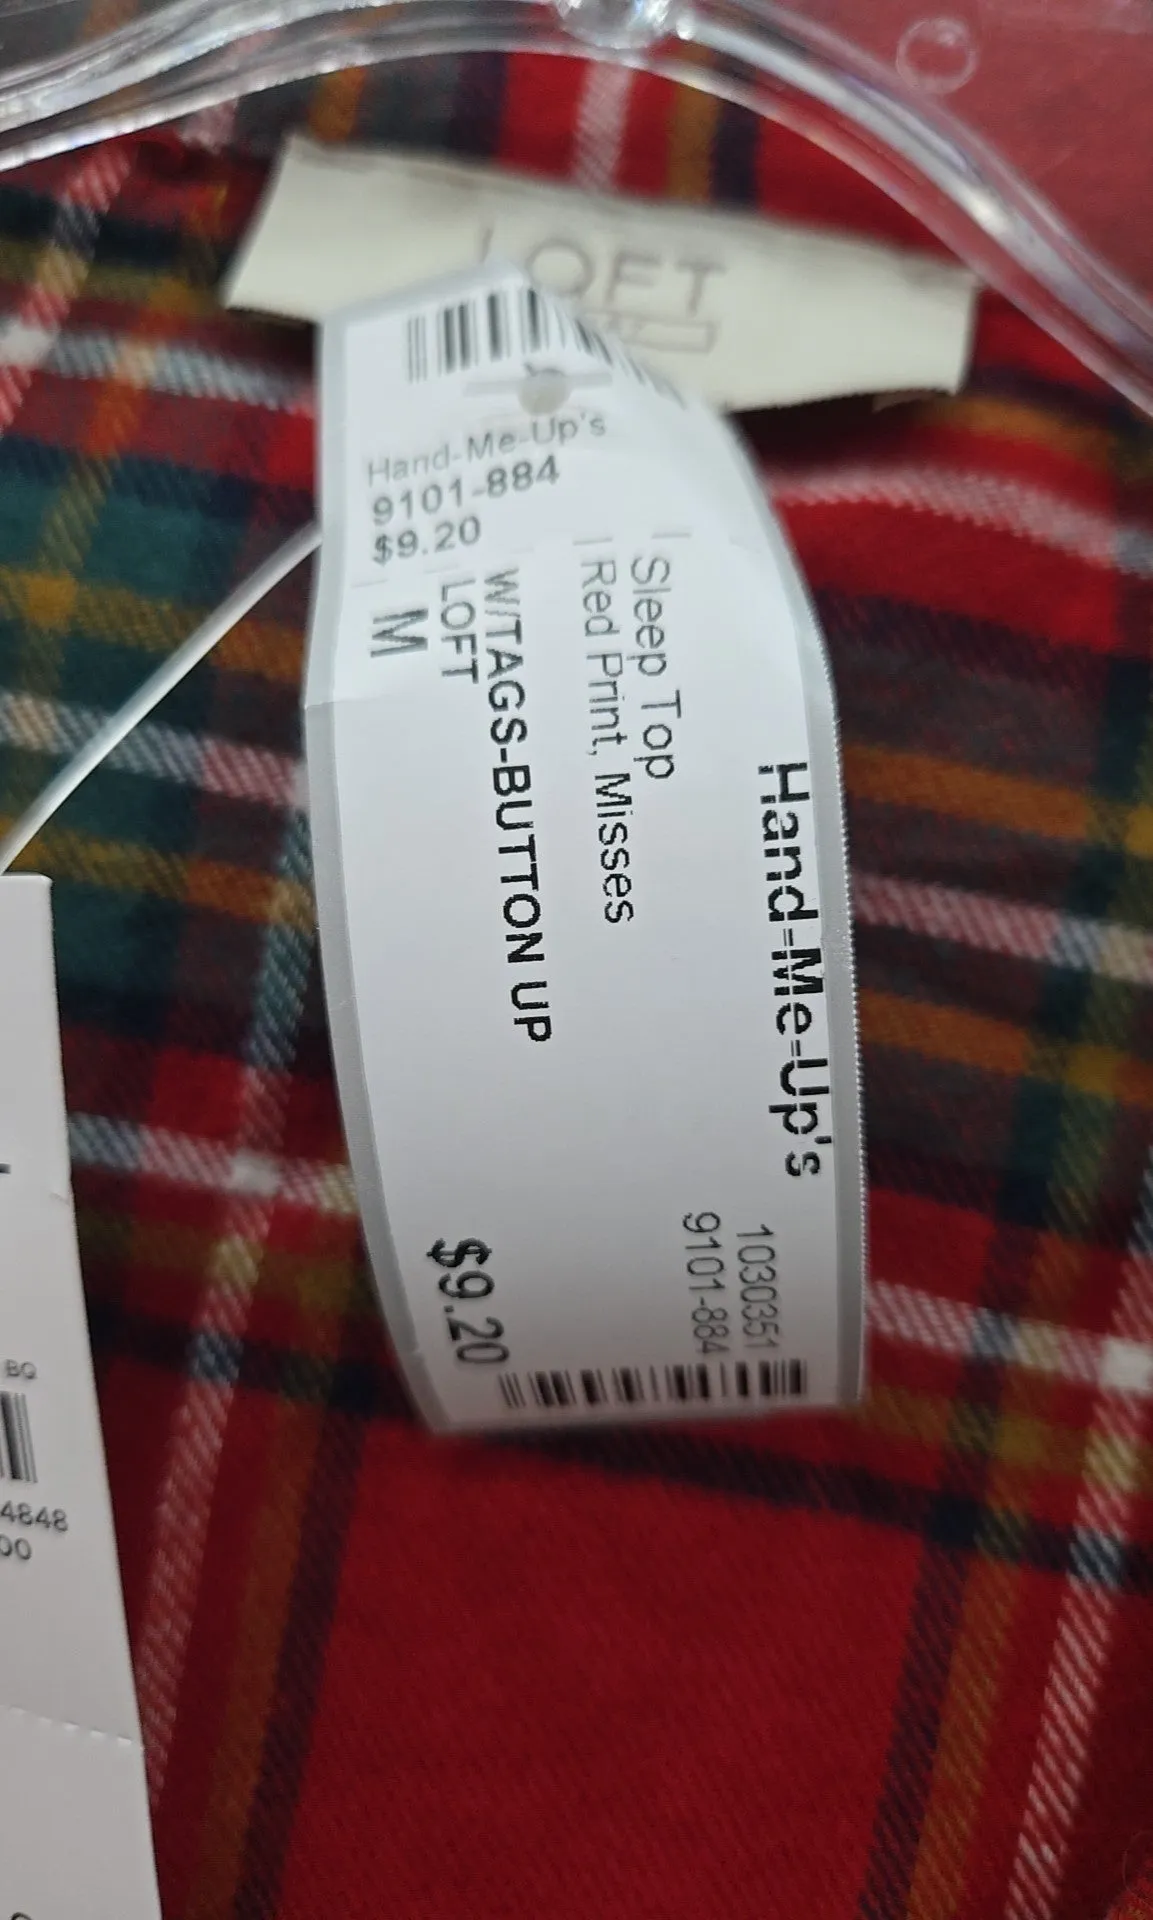 LOFT
Hand-Me-Up's
9101-884
$9.20
Hand-Me-Up's
1030351
9101-884
Sleep Top
Red Print, Misses
W/TAGS-BUTTON UP
LOFT
M
$9.20
BQ
4848
00